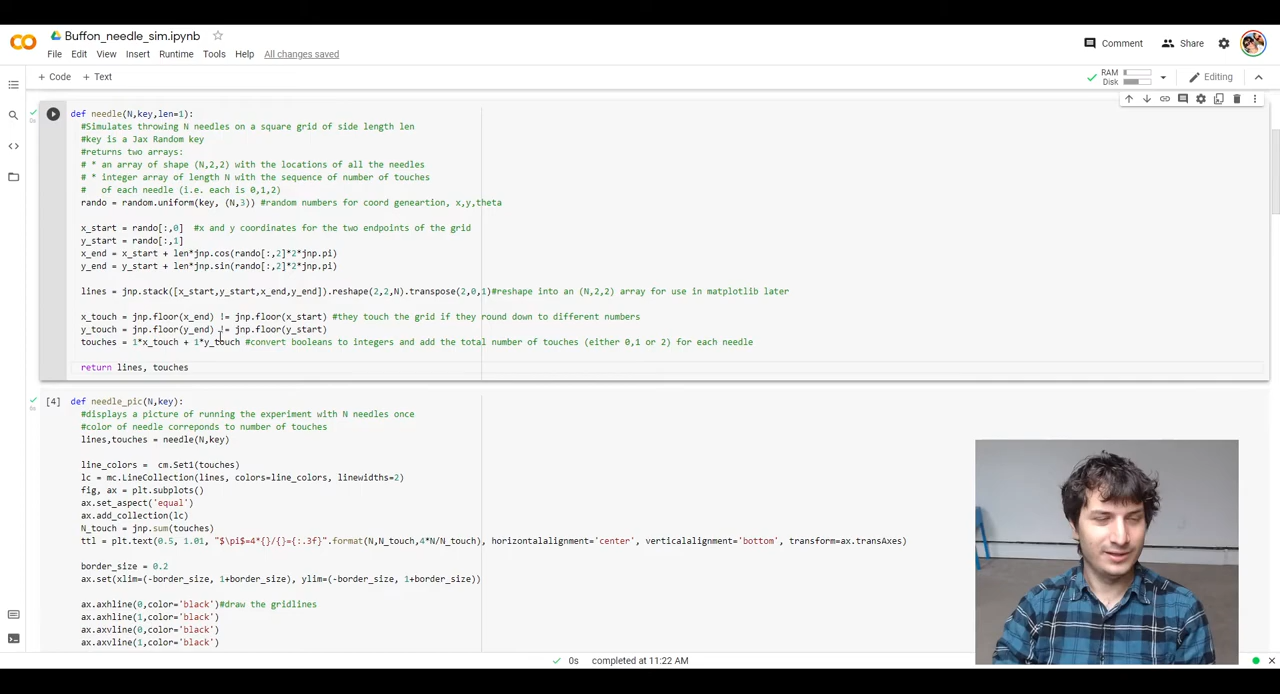 Buffon_needle_sim.ipynb
File Edit View Insert Runtime Tools Help All changes saved
Comment Share
+ Code + Text
RAM
Disk
Editing
def needle(N,key,len=1):
#Simulates throwing N needles on a square grid of side length len
#key is a Jax Random key
#returns two arrays:
# * an array of shape (N,2,2) with the locations of all the needles
# * integer array of length N with the sequence of number of touches
#   of each needle (i.e. each is 0,1,2)
rando = random.uniform(key, (N,3)) #random numbers for coord geneartion, x,y,theta
x_start = rando[:,0]  #x and y coordinates for the two endpoints of the grid
y_start = rando[:,1]
x_end = x_start + len*jnp.cos(rando[:,2]*2*jnp.pi)
y_end = y_start + len*jnp.sin(rando[:,2]*2*jnp.pi)
lines = jnp.stack([x_start,y_start,x_end,y_end]).reshape(2,2,N).transpose(2,0,1)#reshape into an (N,2,2) array for use in matplotlib later
x_touch = jnp.floor(x_end) != jnp.floor(x_start) #they touch the grid if they round down to different numbers
y_touch = jnp.floor(y_end) != jnp.floor(y_start)
touches = 1*x_touch + 1*y_touch #convert booleans to integers and add the total number of touches (either 0,1 or 2) for each needle
return lines, touches
[4] def needle_pic(N,key):
#displays a picture of running the experiment with N needles once
#color of needle correponds to number of touches
lines,touches = needle(N,key)
line_colors =  cm.Set1(touches)
lc = mc.LineCollection(lines, colors=line_colors, linewidths=2)
fig, ax = plt.subplots()
ax.set_aspect('equal')
ax.add_collection(lc)
N_touch = jnp.sum(touches)
ttl = plt.text(0.5, 1.01, "$\pi$=4*{}/{}={:.3f}".format(N,N_touch,4*N/N_touch), horizontalalignment='center', verticalalignment='bottom', transform=ax.transAxes)
border_size = 0.2
ax.set(xlim=(-border_size, 1+border_size), ylim=(-border_size, 1+border_size))
ax.axhline(0,color='black')#draw the gridlines
ax.axhline(1,color='black')
ax.axvline(0,color='black')
ax.axvline(1,color='black')
0s completed at 11:22 AM